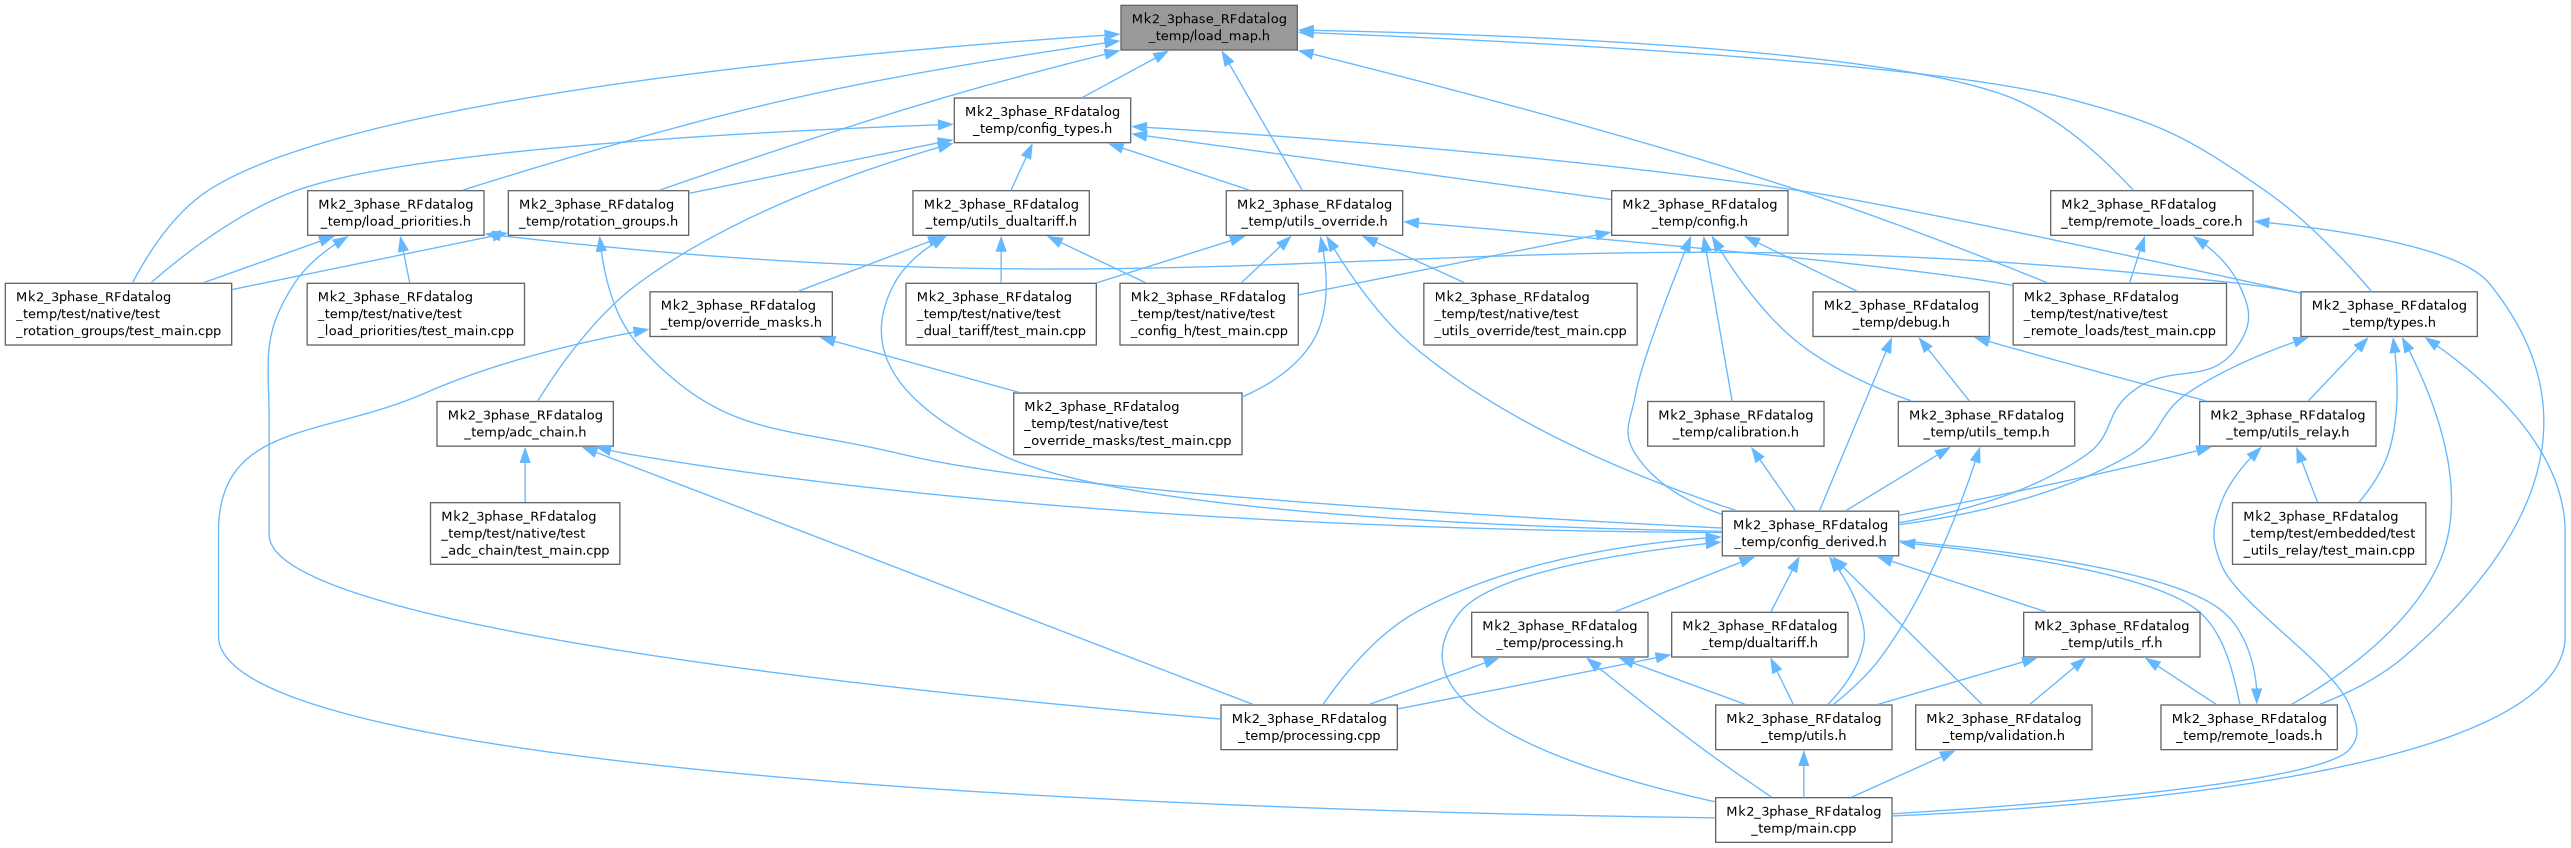 Mk2_3phase_RFdatalog
_temp/load_map.h
Mk2_3phase_RFdatalog
_temp/config_types.h
Mk2_3phase_RFdatalog
_temp/load_priorities.h
Mk2_3phase_RFdatalog
_temp/rotation_groups.h
Mk2_3phase_RFdatalog
_temp/utils_dualtariff.h
Mk2_3phase_RFdatalog
_temp/utils_override.h
Mk2_3phase_RFdatalog
_temp/config.h
Mk2_3phase_RFdatalog
_temp/remote_loads_core.h
Mk2_3phase_RFdatalog
_temp/test/native/test
_rotation_groups/test_main.cpp
Mk2_3phase_RFdatalog
_temp/test/native/test
_load_priorities/test_main.cpp
Mk2_3phase_RFdatalog
_temp/override_masks.h
Mk2_3phase_RFdatalog
_temp/test/native/test
_dual_tariff/test_main.cpp
Mk2_3phase_RFdatalog
_temp/test/native/test
_config_h/test_main.cpp
Mk2_3phase_RFdatalog
_temp/test/native/test
_utils_override/test_main.cpp
Mk2_3phase_RFdatalog
_temp/debug.h
Mk2_3phase_RFdatalog
_temp/test/native/test
_remote_loads/test_main.cpp
Mk2_3phase_RFdatalog
_temp/types.h
Mk2_3phase_RFdatalog
_temp/adc_chain.h
Mk2_3phase_RFdatalog
_temp/test/native/test
_override_masks/test_main.cpp
Mk2_3phase_RFdatalog
_temp/calibration.h
Mk2_3phase_RFdatalog
_temp/utils_temp.h
Mk2_3phase_RFdatalog
_temp/utils_relay.h
Mk2_3phase_RFdatalog
_temp/test/native/test
_adc_chain/test_main.cpp
Mk2_3phase_RFdatalog
_temp/config_derived.h
Mk2_3phase_RFdatalog
_temp/test/embedded/test
_utils_relay/test_main.cpp
Mk2_3phase_RFdatalog
_temp/processing.h
Mk2_3phase_RFdatalog
_temp/dualtariff.h
Mk2_3phase_RFdatalog
_temp/utils_rf.h
Mk2_3phase_RFdatalog
_temp/processing.cpp
Mk2_3phase_RFdatalog
_temp/utils.h
Mk2_3phase_RFdatalog
_temp/validation.h
Mk2_3phase_RFdatalog
_temp/remote_loads.h
Mk2_3phase_RFdatalog
_temp/main.cpp